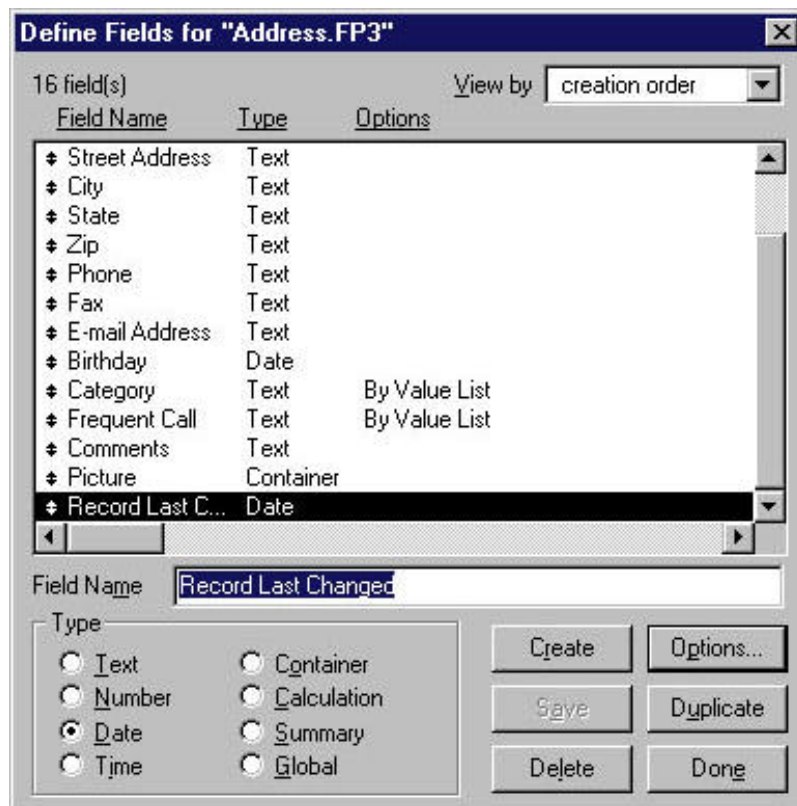 Define Fields for "Address.FP3"
16 field(s) View by creation order
Field Name Type Options
Street Address Text
City Text
State Text
Zip Text
Phone Text
Fax Text
E-mail Address Text
Birthday Date
Category Text By Value List
Frequent Call Text By Value List
Comments Text
Picture Container
Record Last C... Date
Field Name Record Last Changed
Type
Text Container
Number Calculation
Date Summary
Time Global
Create Options...
Save Duplicate
Delete Done